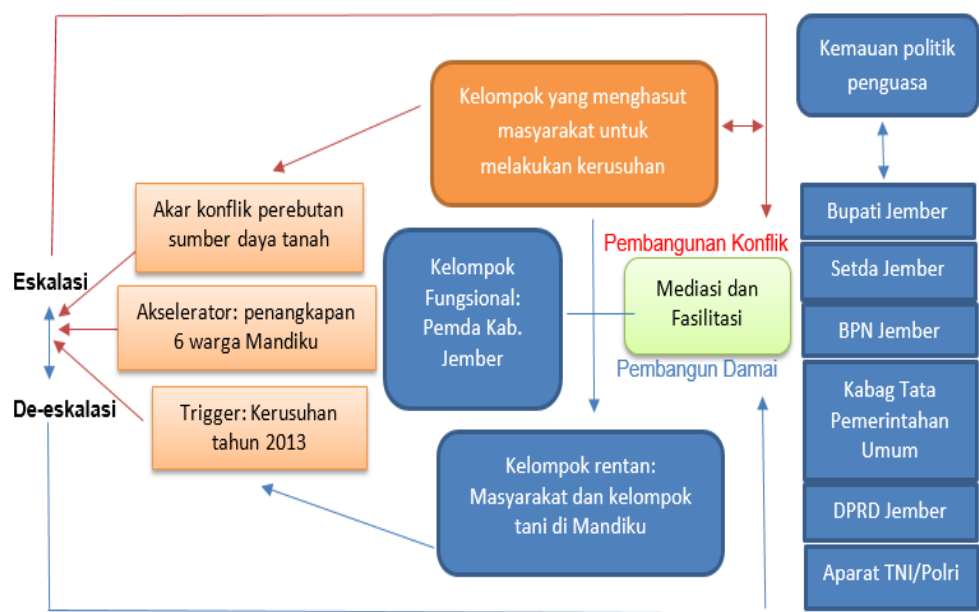 Kemauan politik
penguasa
Kelompok yang menghasut
masyarakat untuk
melakukan kerusuhan
Akar konflik perebutan
sumber daya tanah
Bupati Jember
Pembangunan Konflik
Eskalasi
Kelompok
Fungsional:
Pemda Kab.
Jember
Mediasi dan
Fasilitasi
Setda Jember
Akselerator: penangkapan
6 warga Mandiku
BPN Jember
Pembangun Damai
De-eskalasi
Trigger: Kerusuhan
tahun 2013
Kabag Tata
Pemerintahan
Umum
Kelompok rentan:
Masyarakat dan kelompok
tani di Mandiku
DPRD Jember
Aparat TNI/Polri